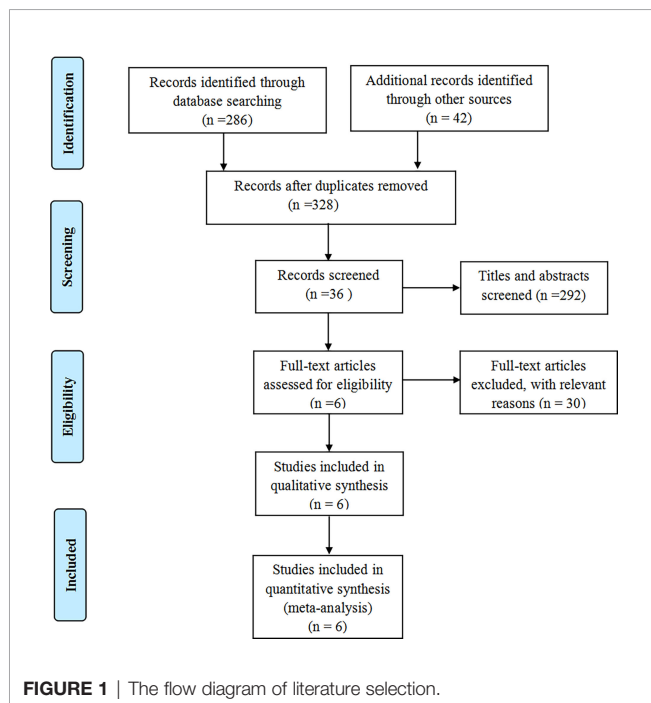 Identification
Records identified through
database searching
(n =286)
Additional records identified
through other sources
(n = 42)
Records after duplicates removed
(n =328)
Screening
Records screened
(n =36 )
Titles and abstracts
screened (n =292)
Eligibility
Full-text articles
assessed for eligibility
(n =6)
Full-text articles
excluded, with relevant
reasons (n = 30)
Studies included in
qualitative synthesis
(n = 6)
Included
Studies included in
quantitative synthesis
(meta-analysis)
(n = 6)
FIGURE 1 | The flow diagram of literature selection.